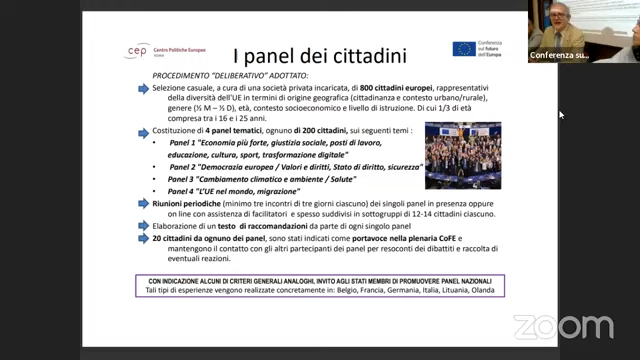 cep
Centro Politiche Europee
ROMA
Conferenza
sul futuro
dell'Europa
I panel dei cittadini
PROCEDIMENTO "DELIBERATIVO" ADOTTATO:
Selezione casuale, a cura di una società privata incaricata, di 800 cittadini europei, rappresentativi
della diversità dell'UE in termini di origine geografica (cittadinanza e contesto urbano/rurale),
genere (½ M – ½ D), età, contesto socioeconomico e livello di istruzione. Di cui 1/3 di età
compresa tra i 16 e i 25 anni.
Costituzione di 4 panel tematici, ognuno di 200 cittadini, sui seguenti temi :
• Panel 1 "Economia più forte, giustizia sociale, posti di lavoro,
educazione, cultura, sport, trasformazione digitale"
• Panel 2 "Democrazia europea / Valori e diritti, Stato di diritto, sicurezza"
• Panel 3 "Cambiamento climatico e ambiente / Salute"
• Panel 4 "L'UE nel mondo, migrazione"
Riunioni periodiche (minimo tre incontri di tre giorni ciascuno) dei singoli panel in presenza oppure
on line con assistenza di facilitatori e spesso suddivisi in sottogruppi di 12-14 cittadini ciascuno.
Elaborazione di un testo di raccomandazioni da parte di ogni singolo panel
20 cittadini da ognuno dei panel, sono stati indicati come portavoce nella plenaria CoFE e
mantengono il contatto con gli altri partecipanti dei panel per resoconti dei dibattiti e raccolta di
eventuali reazioni.
CON INDICAZIONE ALCUNI DI CRITERI GENERALI ANALOGHI, INVITO AGLI STATI MEMBRI DI PROMUOVERE PANEL NAZIONALI
Tali tipi di esperienze vengono realizzate concretamente in: Belgio, Francia, Germania, Italia, Lituania, Olanda
Conferenza su...
zoom